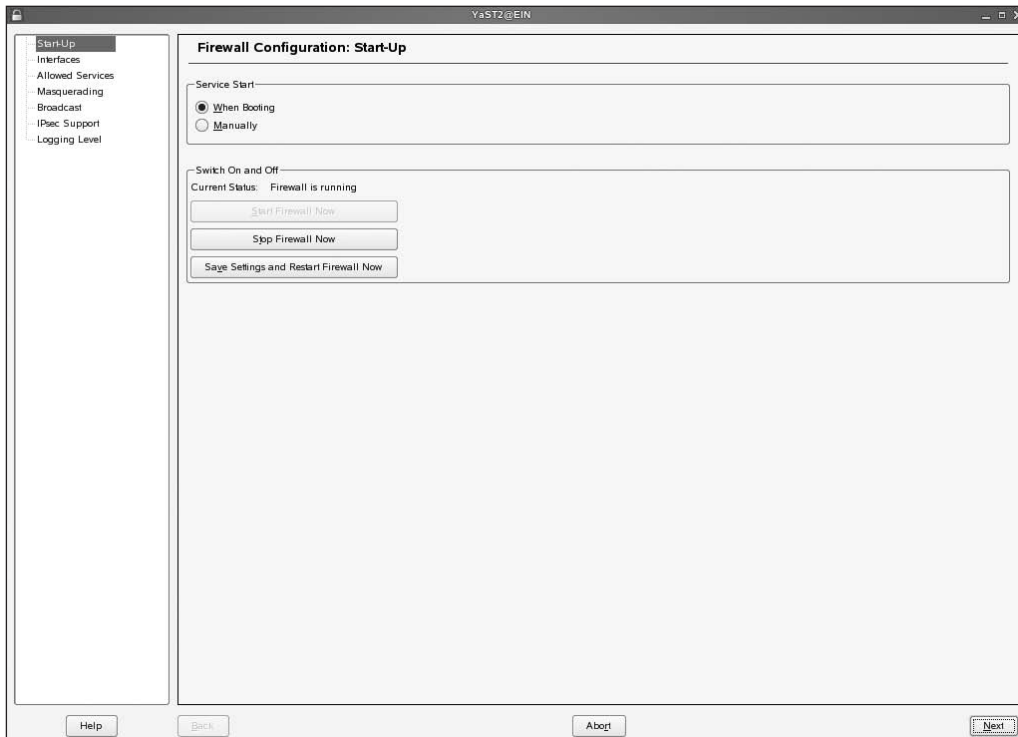 YaST2@EIN
Start-Up
Interfaces
Allowed Services
Masquerading
Broadcast
IPsec Support
Logging Level
Firewall Configuration: Start-Up
Service Start
When Booting
Manually
Switch On and Off
Current Status: Firewall is running
Start Firewall Now
Stop Firewall Now
Save Settings and Restart Firewall Now
Help
Back
Abort
Next